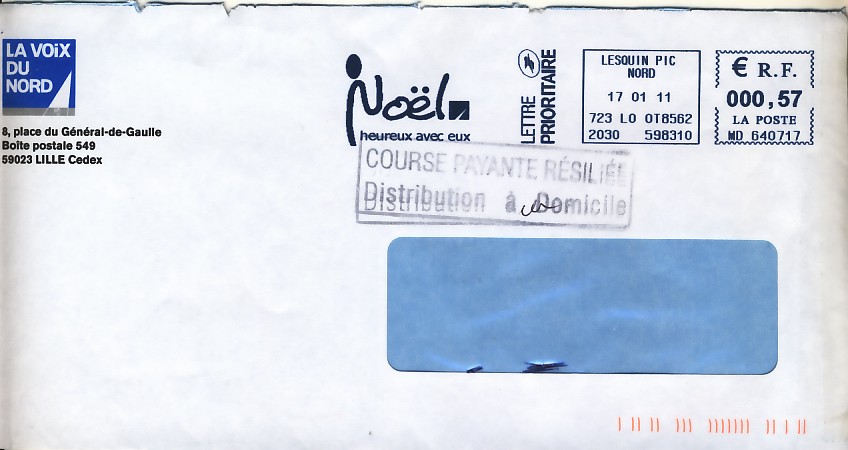 LA VOiX
DU
NORD
8, place du Général-de-Gaulle
Boîte postale 549
59023 LILLE Cedex
Noël
heureux avec eux
LETTRE
PRIORITAIRE
LESQUIN PIC
NORD
17 01 11
723 L0 0T8562
2030 598310
€ R.F.
000,57
LA POSTE
MD 640717
COURSE PAYANTE RÉSILIÉE
Distribution à Domicile